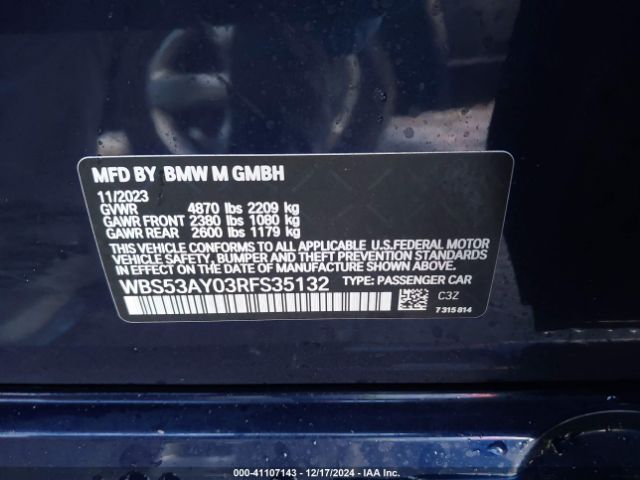 MFD BY BMW M GMBH
11/2023
GVWR 4870 lbs 2209 kg
GAWR FRONT 2380 lbs 1080 kg
GAWR REAR 2600 lbs 1179 kg
THIS VEHICLE CONFORMS TO ALL APPLICABLE U.S.FEDERAL MOTOR
VEHICLE SAFETY, BUMPER AND THEFT PREVENTION STANDARDS
IN EFFECT ON THE DATE OF MANUFACTURE SHOWN ABOVE.
WBS53AY03RFS35132 TYPE: PASSENGER CAR
C3Z
7315814
000-41107143 - 12/17/2024 - IAA Inc.